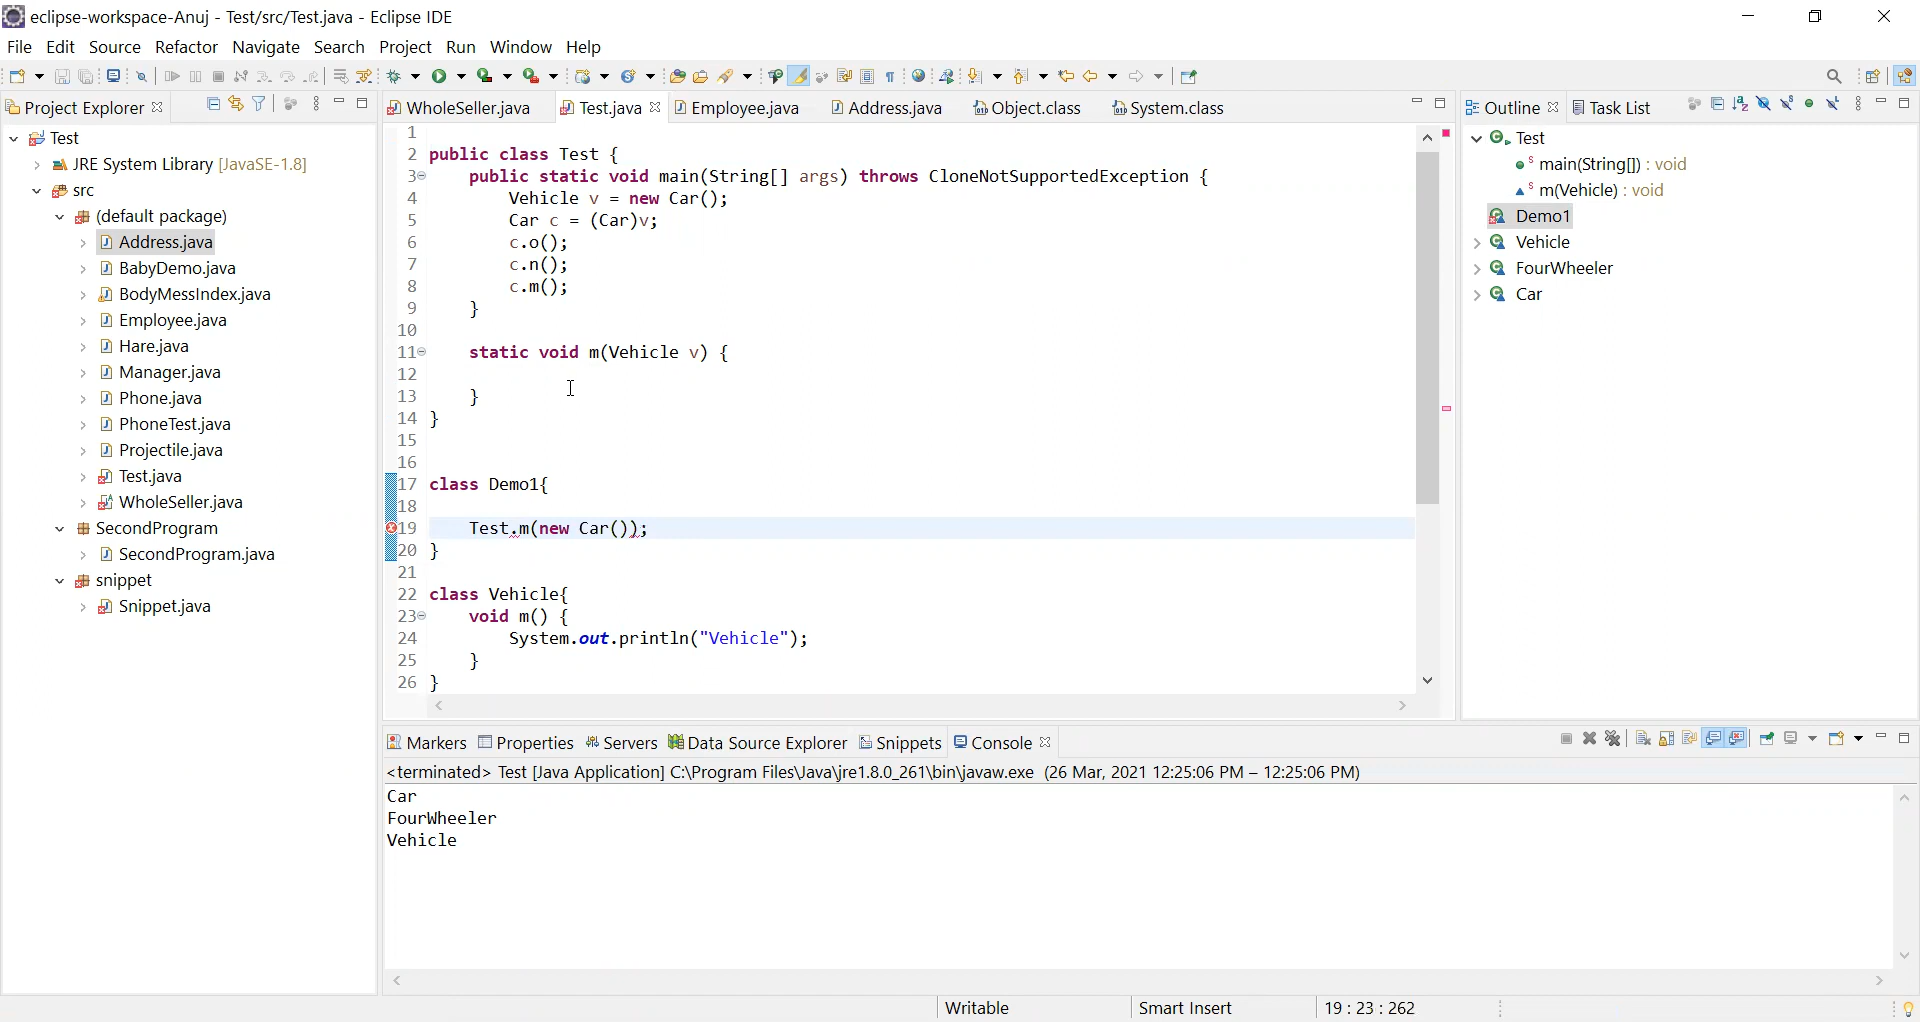 eclipse-workspace-Anuj - Test/src/Test.java - Eclipse IDE
File Edit Source Refactor Navigate Search Project Run Window Help
Project Explorer
Test
JRE System Library [JavaSE-1.8]
src
(default package)
Address.java
BabyDemo.java
BodyMessIndex.java
Employee.java
Hare.java
Manager.java
Phone.java
PhoneTest.java
Projectile.java
Test.java
WholeSeller.java
SecondProgram
SecondProgram.java
snippet
Snippet.java
WholeSeller.java Test.java Employee.java Address.java Object.class System.class
1
2 public class Test {
3 public static void main(String[] args) throws CloneNotSupportedException {
4 Vehicle v = new Car();
5 Car c = (Car)v;
6 c.o();
7 c.n();
8 c.m();
9 }
10
11 static void m(Vehicle v) {
12
13 }
14 }
15
16
17 class Demo1{
18
19 Test.m(new Car());
20 }
21
22 class Vehicle{
23 void m() {
24 System.out.println("Vehicle");
25 }
26 }
Outline Task List
Test
main(String[]) : void
m(Vehicle) : void
Demo1
Vehicle
FourWheeler
Car
Markers Properties Servers Data Source Explorer Snippets Console
<terminated> Test [Java Application] C:\Program Files\Java\jre1.8.0_261\bin\javaw.exe (26 Mar, 2021 12:25:06 PM – 12:25:06 PM)
Car
FourWheeler
Vehicle
Writable Smart Insert 19 : 23 : 262